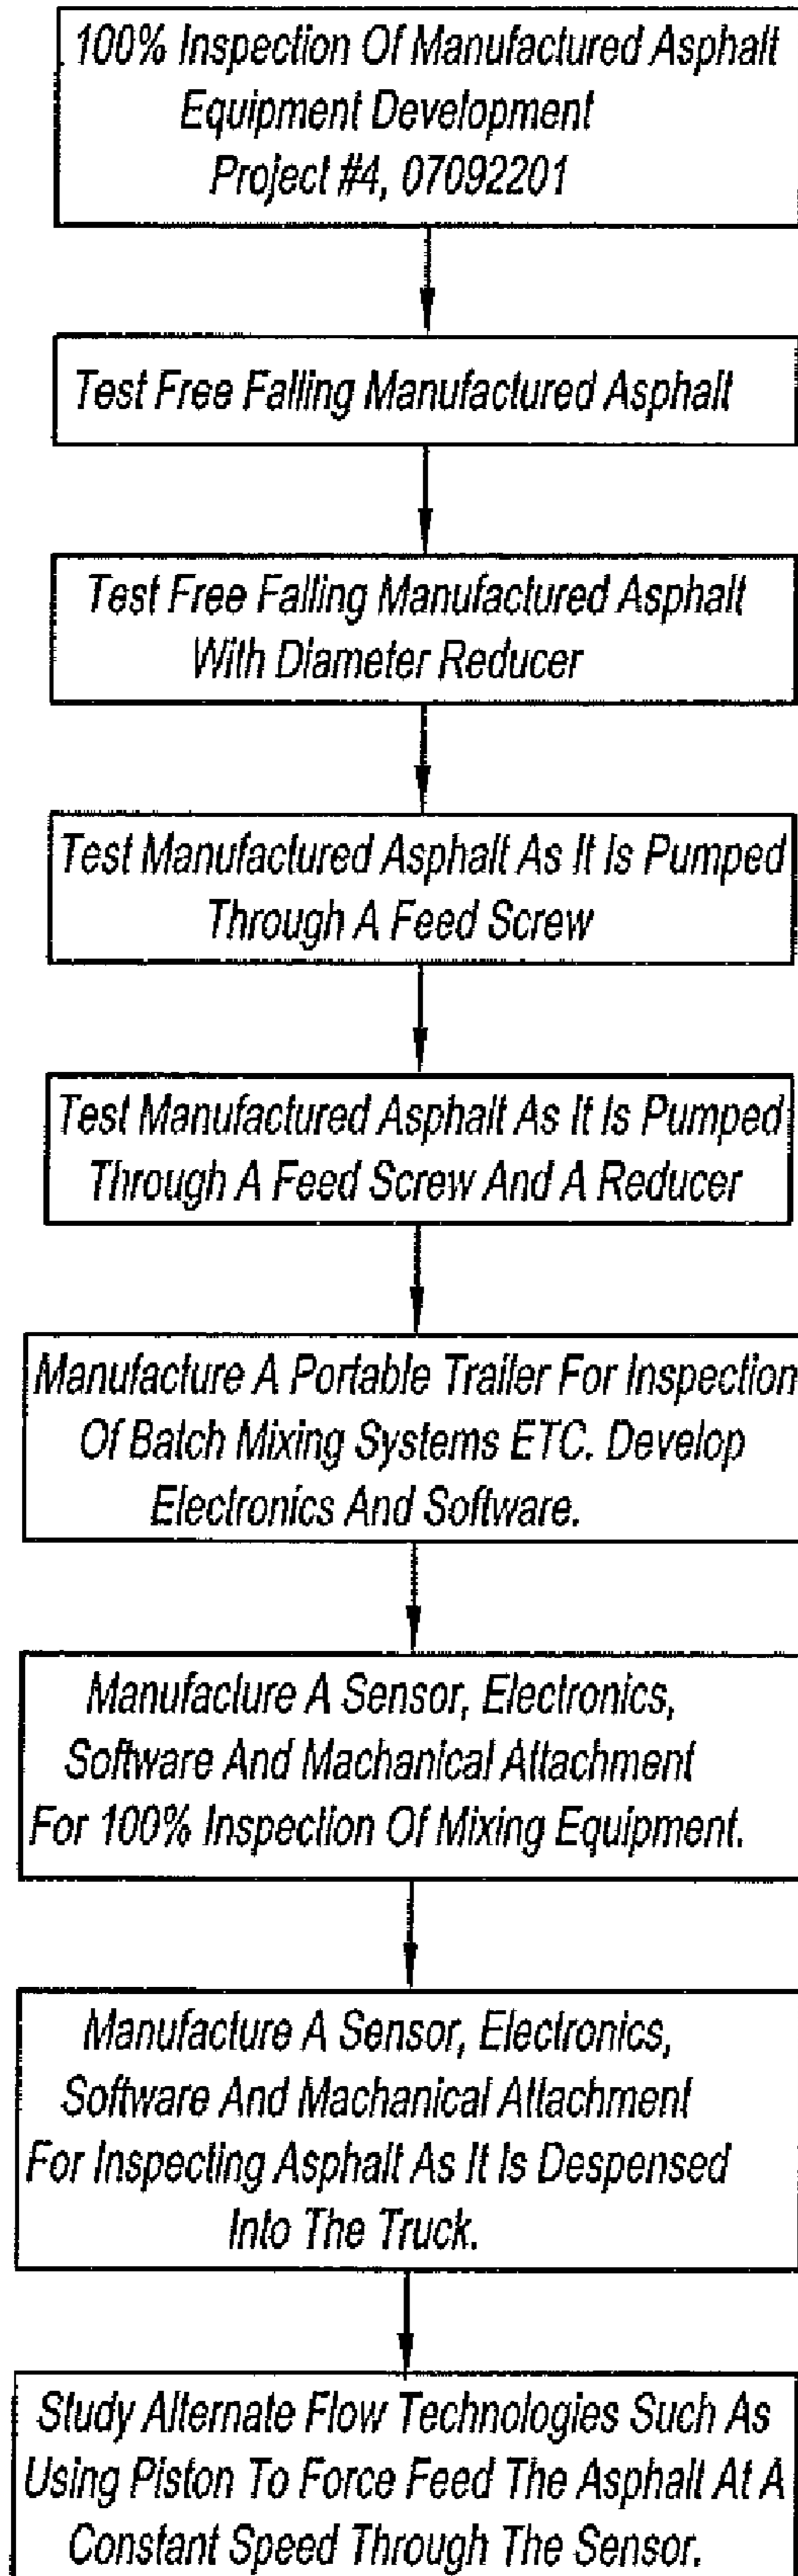 100% Inspection Of Manufactured Asphalt
Equipment Development
Project #4, 07092201
Test Free Falling Manufactured Asphalt
Test Free Falling Manufactured Asphalt
With Diameter Reducer
Test Manufactured Asphalt As It Is Pumped
Through A Feed Screw
Test Manufactured Asphalt As It Is Pumped
Through A Feed Screw And A Reducer
Manufacture A Portable Trailer For Inspection
Of Batch Mixing Systems ETC. Develop
Electronics And Software.
Manufacture A Sensor, Electronics,
Software And Machanical Attachment
For 100% Inspection Of Mixing Equipment.
Manufacture A Sensor, Electronics,
Software And Machanical Attachment
For Inspecting Asphalt As It Is Despensed
Into The Truck.
Study Alternate Flow Technologies Such As
Using Piston To Force Feed The Asphalt At A
Constant Speed Through The Sensor.